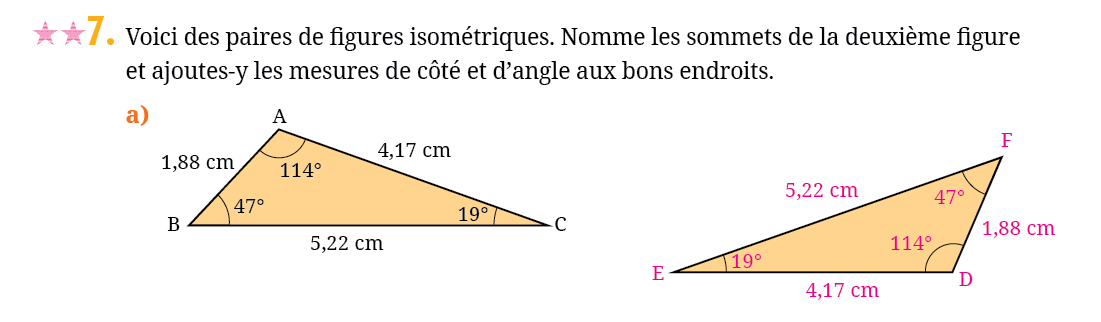 7. Voici des paires de figures isométriques. Nomme les sommets de la deuxième figure
et ajoutes-y les mesures de côté et d’angle aux bons endroits.
a)
A
1,88 cm
4,17 cm
114°
B
47°
19°
C
5,22 cm
F
5,22 cm
47°
1,88 cm
114°
E
19°
D
4,17 cm